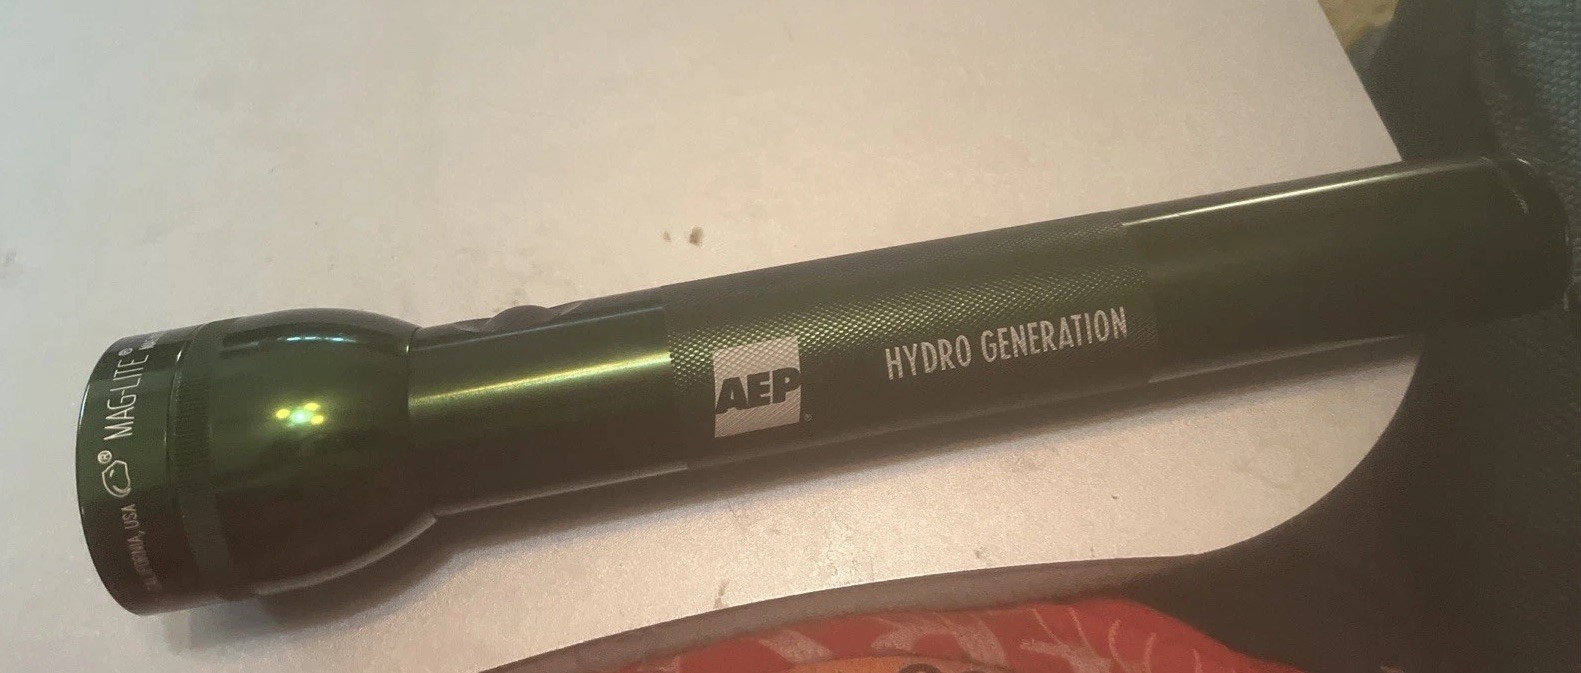 MAG-LITE®
CALIFORNIA, USA
AEP®
HYDRO GENERATION